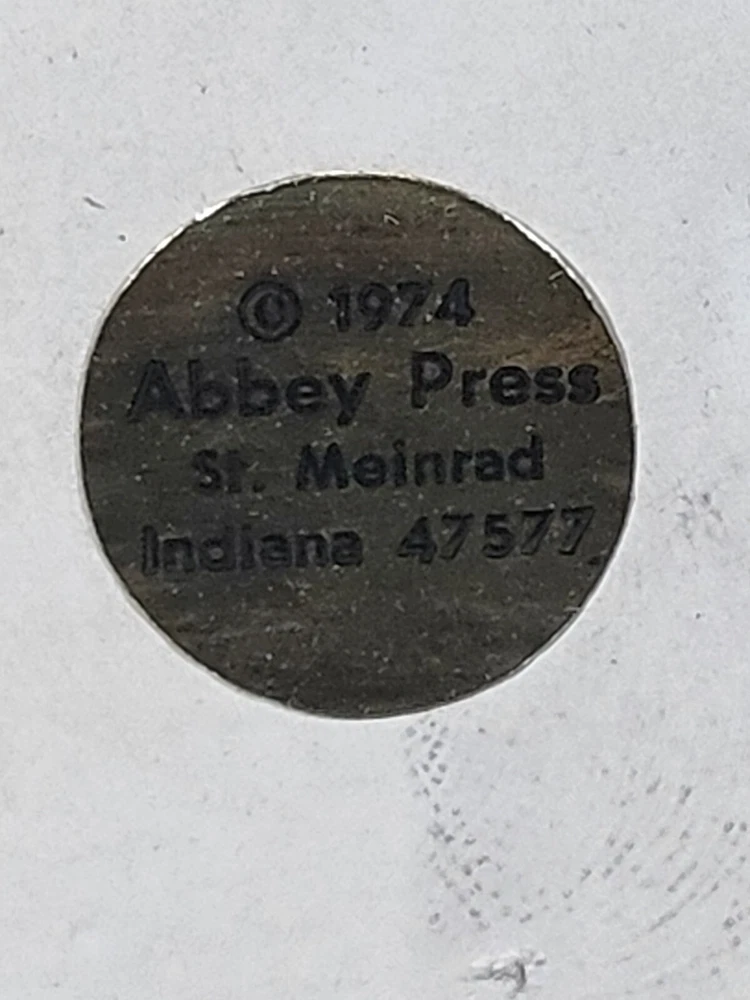 © 1974
Abbey Press
St. Meinrad
Indiana 47577